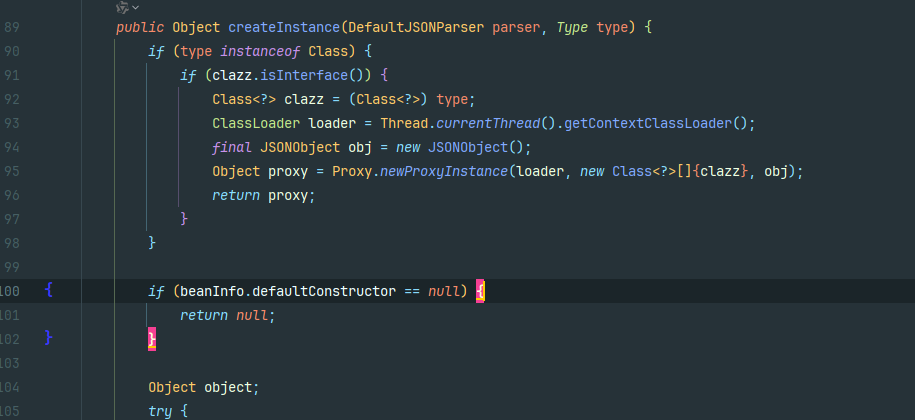 89 public Object createInstance(DefaultJSONParser parser, Type type) {
90 if (type instanceof Class) {
91 if (clazz.isInterface()) {
92 Class<?> clazz = (Class<?>) type;
93 ClassLoader loader = Thread.currentThread().getContextClassLoader();
94 final JSONObject obj = new JSONObject();
95 Object proxy = Proxy.newProxyInstance(loader, new Class<?>[]{clazz}, obj);
96 return proxy;
97 }
98 }
99
100 { if (beanInfo.defaultConstructor == null) {
101 return null;
102 } }
103
104 Object object;
105 try {